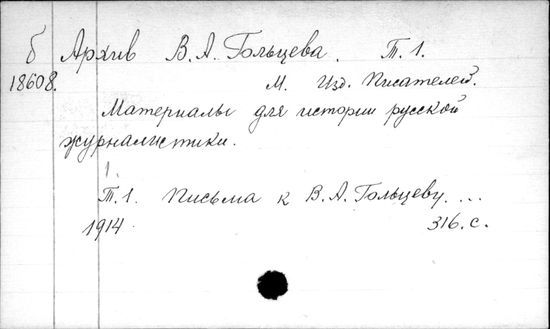 б Архив В. А. Гольцева. Т. 1.
18608. М. Изд. Писателей.
Материалы для истории русской
журналистики.
1.
Т. 1. Письма к В. А. Гольцеву. ...
1914 316. с.